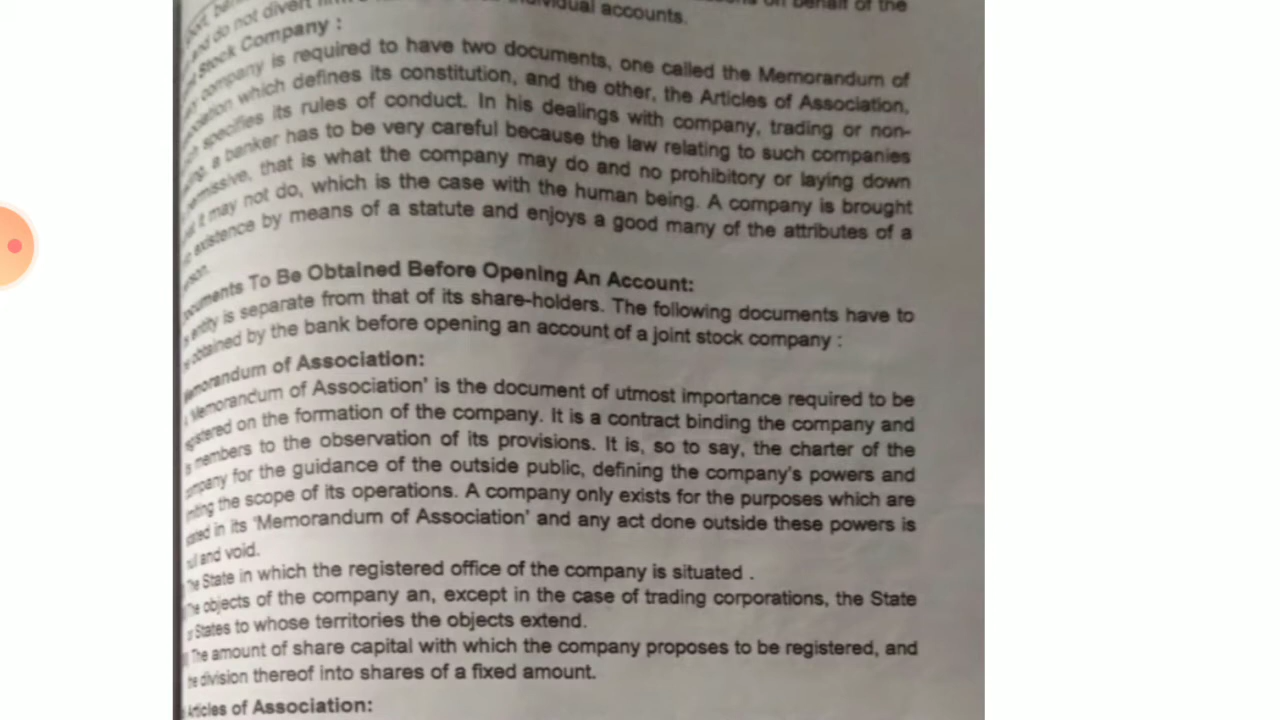 on behalf of the
and do not divert individual accounts.
Stock Company :
company is required to have two documents, one called the Memorandum of
which defines its constitution, and the other, the Articles of Association,
specifies its rules of conduct. In his dealings with company, trading or non-
a banker has to be very careful because the law relating to such companies
that is what the company may do and no prohibitory or laying down
it may not do, which is the case with the human being. A company is brought
existence by means of a statute and enjoys a good many of the attributes of a
To Be Obtained Before Opening An Account:
entity is separate from that of its share-holders. The following documents have to
obtained by the bank before opening an account of a joint stock company :
of Association:
Memorandum of Association' is the document of utmost importance required to be
on the formation of the company. It is a contract binding the company and
members to the observation of its provisions. It is, so to say, the charter of the
for the guidance of the outside public, defining the company's powers and
the scope of its operations. A company only exists for the purposes which are
in its 'Memorandum of Association' and any act done outside these powers is
and void.
State in which the registered office of the company is situated .
objects of the company an, except in the case of trading corporations, the State
States to whose territories the objects extend.
The amount of share capital with which the company proposes to be registered, and
division thereof into shares of a fixed amount.
Articles of Association: